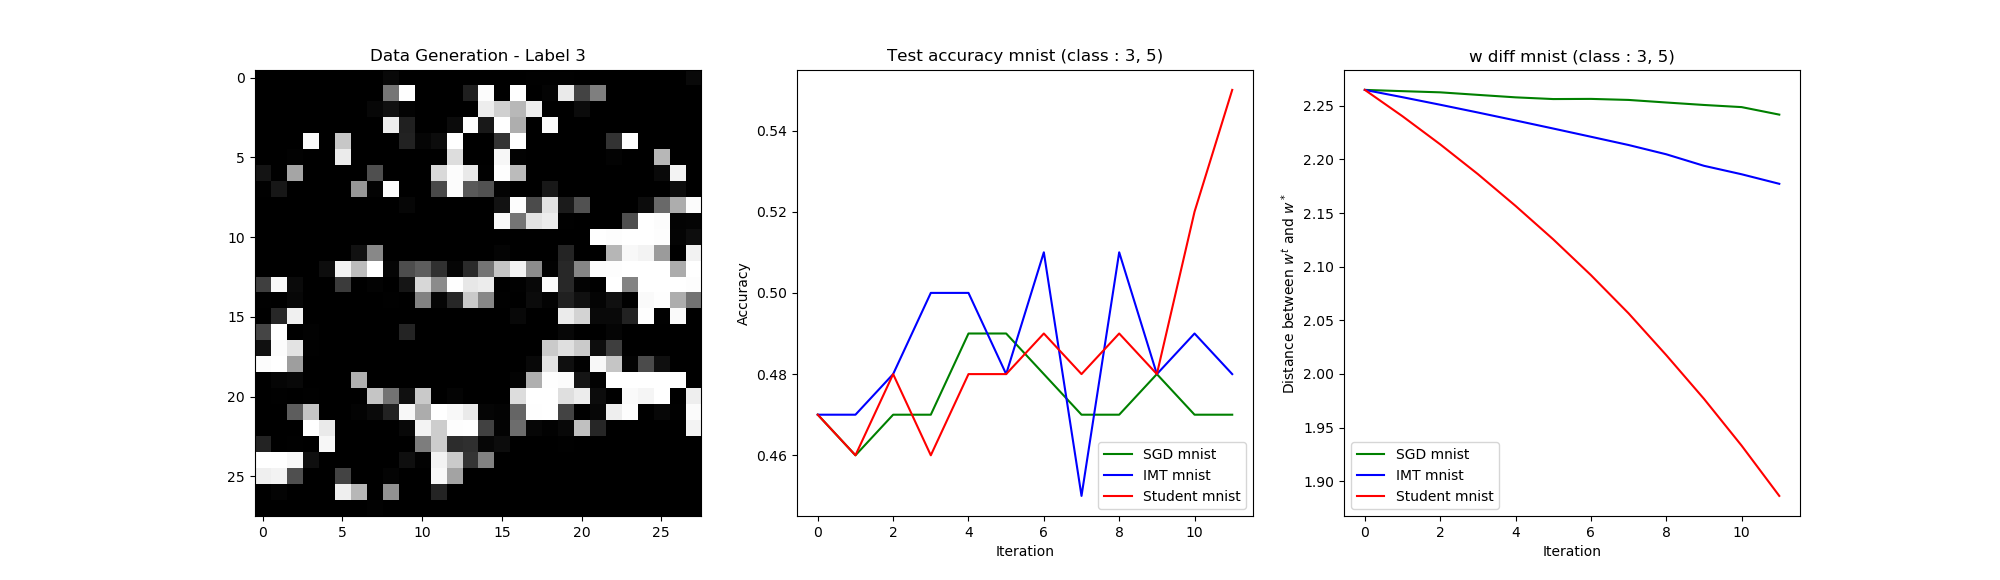 Data Generation - Label 3
0
5
10
15
20
25
0 5 10 15 20 25
Test accuracy mnist (class : 3, 5)
Accuracy
0.54
0.52
0.50
0.48
0.46
SGD mnist
IMT mnist
Student mnist
0 2 4 6 8 10
Iteration
w diff mnist (class : 3, 5)
Distance between w^t and w^*
2.25
2.20
2.15
2.10
2.05
2.00
1.95
1.90
SGD mnist
IMT mnist
Student mnist
0 2 4 6 8 10
Iteration